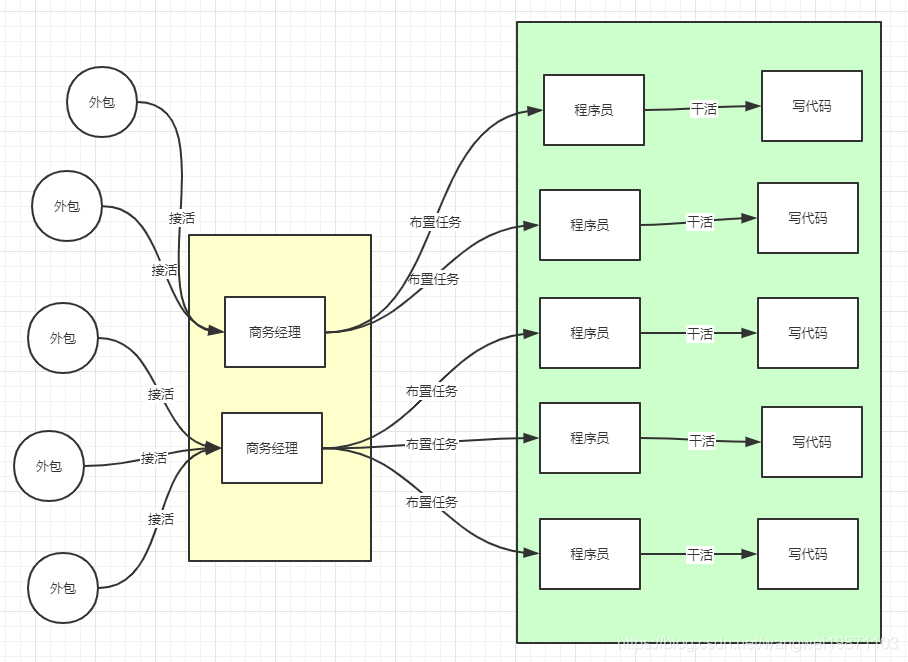 外包
外包
外包
外包
外包
接活
接活
接活
接活
接活
商务经理
商务经理
布置任务
布置任务
布置任务
布置任务
布置任务
程序员
干活
写代码
程序员
干活
写代码
程序员
干活
写代码
程序员
干活
写代码
程序员
干活
写代码
https://blog.csdn.net/wangwei19871103